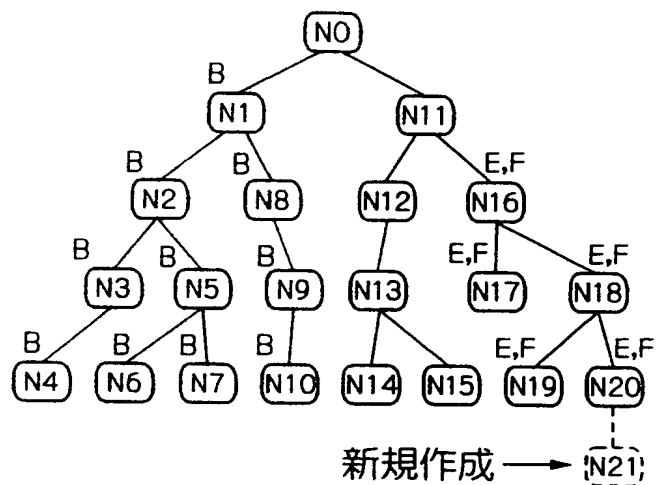 N0
B
N1 N11
B B E,F
N2 N8 N12 N16
B B B E,F E,F
N3 N5 N9 N13 N17 N18
B B B B E,F E,F
N4 N6 N7 N10 N14 N15 N19 N20
新規作成 N21